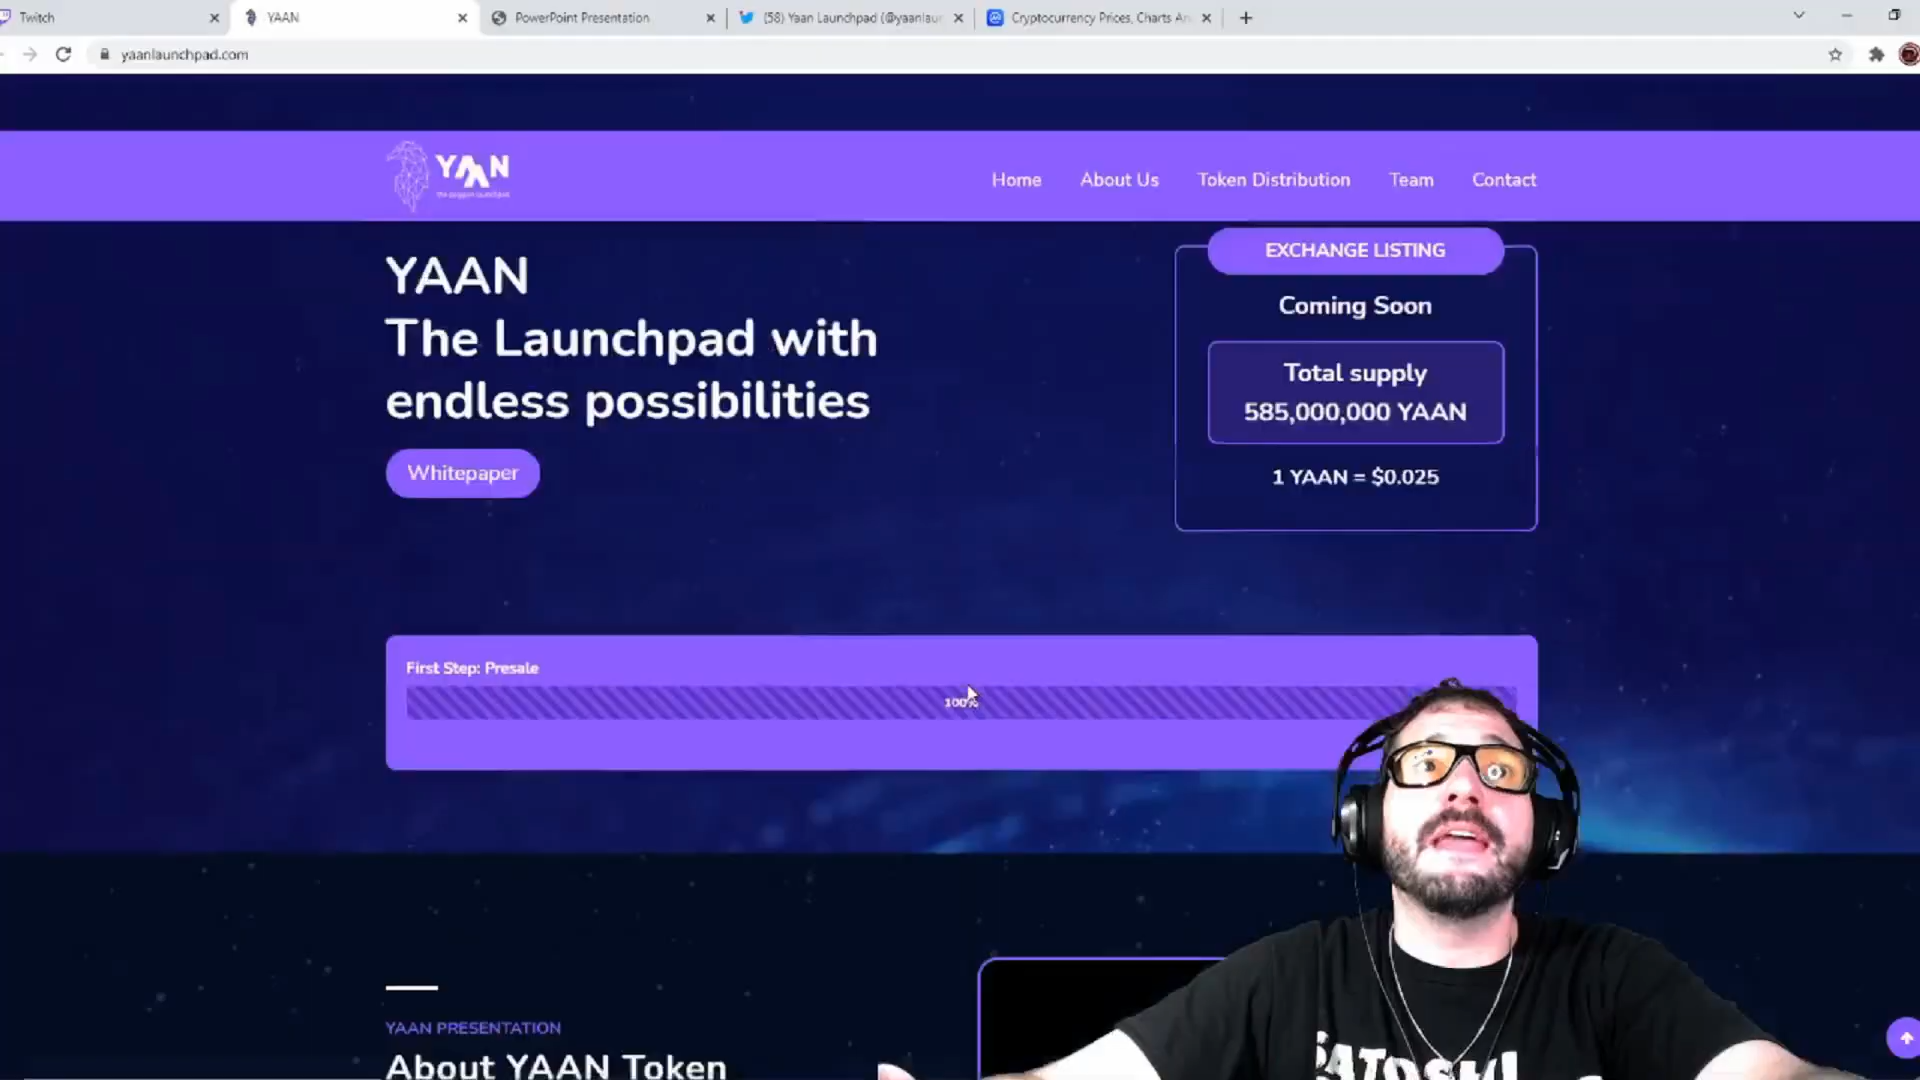 Twitch
YAAN
PowerPoint Presentation
(58) Yaan Launchpad (@yaanlaun
Cryptocurrency Prices, Charts An
yaanlaunchpad.com
YAAN
Home
About Us
Token Distribution
Team
Contact
YAAN
The Launchpad with
endless possibilities
Whitepaper
EXCHANGE LISTING
Coming Soon
Total supply
585,000,000 YAAN
1 YAAN = $0.025
First Step: Presale
100%
YAAN PRESENTATION
About YAAN Token
SATOSHI